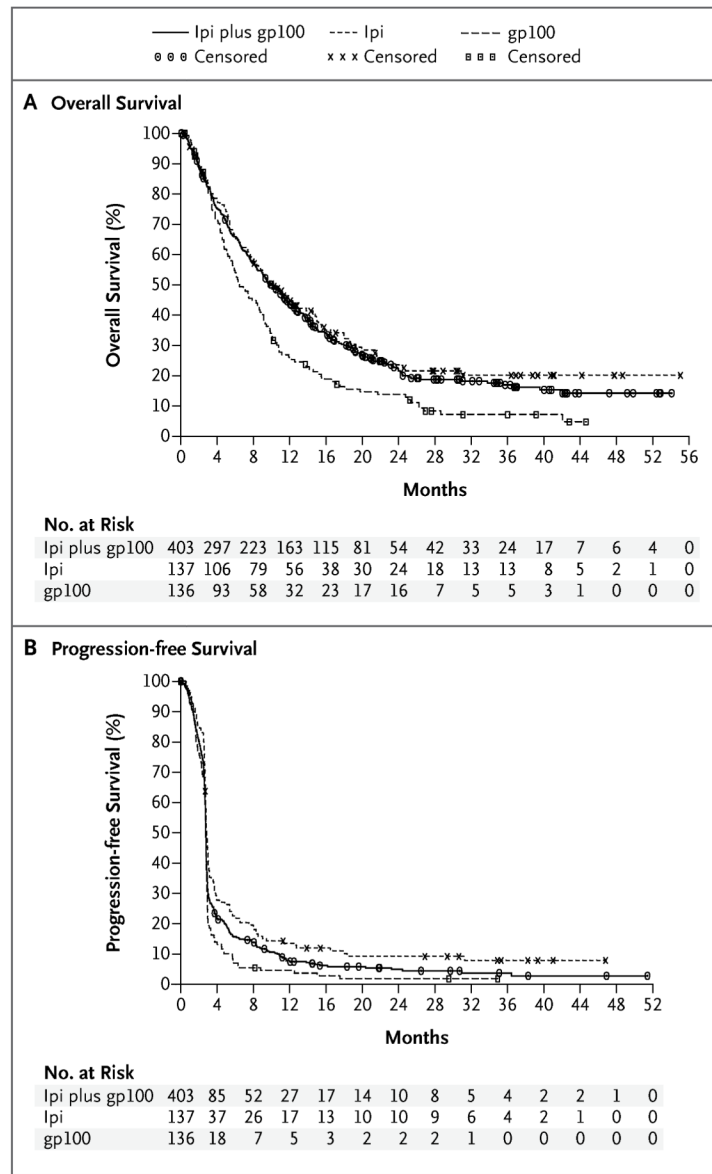 Ipi plus gp100 Ipi gp100
Censored x x x Censored Censored
A Overall Survival
Overall Survival (%)
100
90
80
70
60
50
40
30
20
10
0
0 4 8 12 16 20 24 28 32 36 40 44 48 52 56
Months
No. at Risk
Ipi plus gp100 403 297 223 163 115 81 54 42 33 24 17 7 6 4 0
Ipi 137 106 79 56 38 30 24 18 13 13 8 5 2 1 0
gp100 136 93 58 32 23 17 16 7 5 5 3 1 0 0 0
B Progression-free Survival
Progression-free Survival (%)
100
90
80
70
60
50
40
30
20
10
0
0 4 8 12 16 20 24 28 32 36 40 44 48 52
Months
No. at Risk
Ipi plus gp100 403 85 52 27 17 14 10 8 5 4 2 2 1 0
Ipi 137 37 26 17 13 10 10 9 6 4 2 1 0 0
gp100 136 18 7 5 3 2 2 2 1 0 0 0 0 0